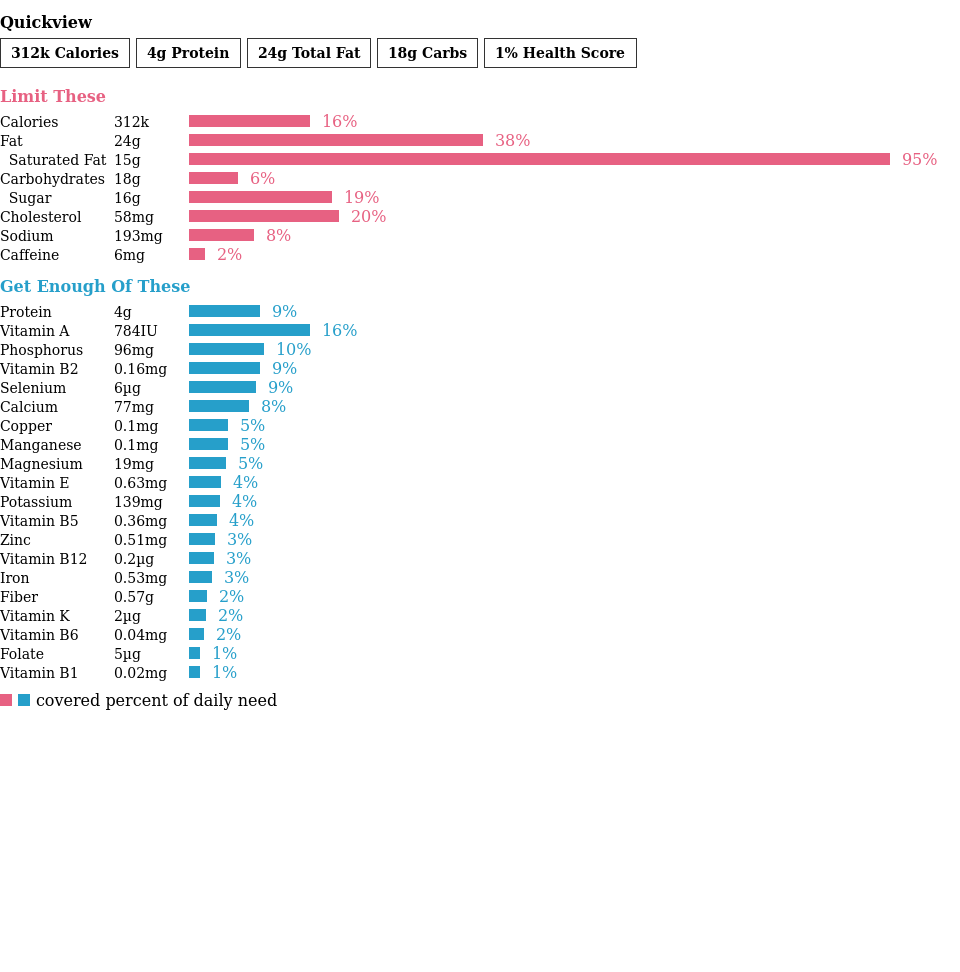 Quickview
312k Calories 4g Protein 24g Total Fat 18g Carbs 1% Health Score
Limit These
Calories 312k 16%
Fat 24g 38%
Saturated Fat 15g 95%
Carbohydrates 18g 6%
Sugar 16g 19%
Cholesterol 58mg 20%
Sodium 193mg 8%
Caffeine 6mg 2%
Get Enough Of These
Protein 4g 9%
Vitamin A 784IU 16%
Phosphorus 96mg 10%
Vitamin B2 0.16mg 9%
Selenium 6µg 9%
Calcium 77mg 8%
Copper 0.1mg 5%
Manganese 0.1mg 5%
Magnesium 19mg 5%
Vitamin E 0.63mg 4%
Potassium 139mg 4%
Vitamin B5 0.36mg 4%
Zinc 0.51mg 3%
Vitamin B12 0.2µg 3%
Iron 0.53mg 3%
Fiber 0.57g 2%
Vitamin K 2µg 2%
Vitamin B6 0.04mg 2%
Folate 5µg 1%
Vitamin B1 0.02mg 1%
covered percent of daily need